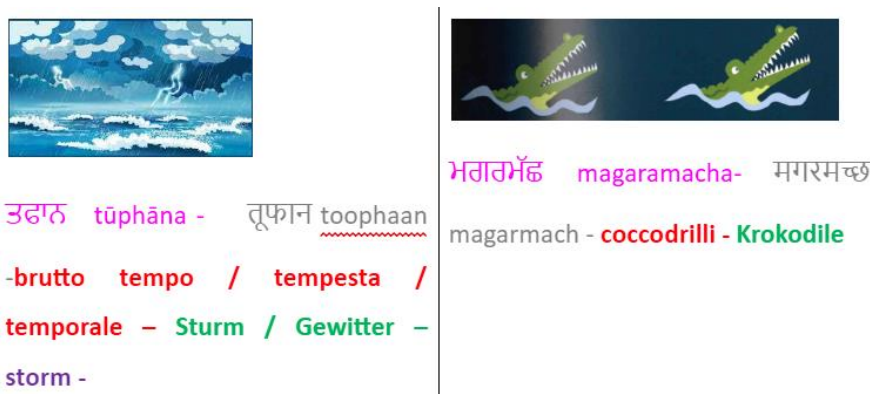 ਤਫਾਨ tūphāna - तूफान toophaan
-brutto tempo / tempesta /
temporale – Sturm / Gewitter –
storm -
ਮਗਰਮੱਛ magaramacha- मगरमच्छ
magarmach - coccodrilli - Krokodile